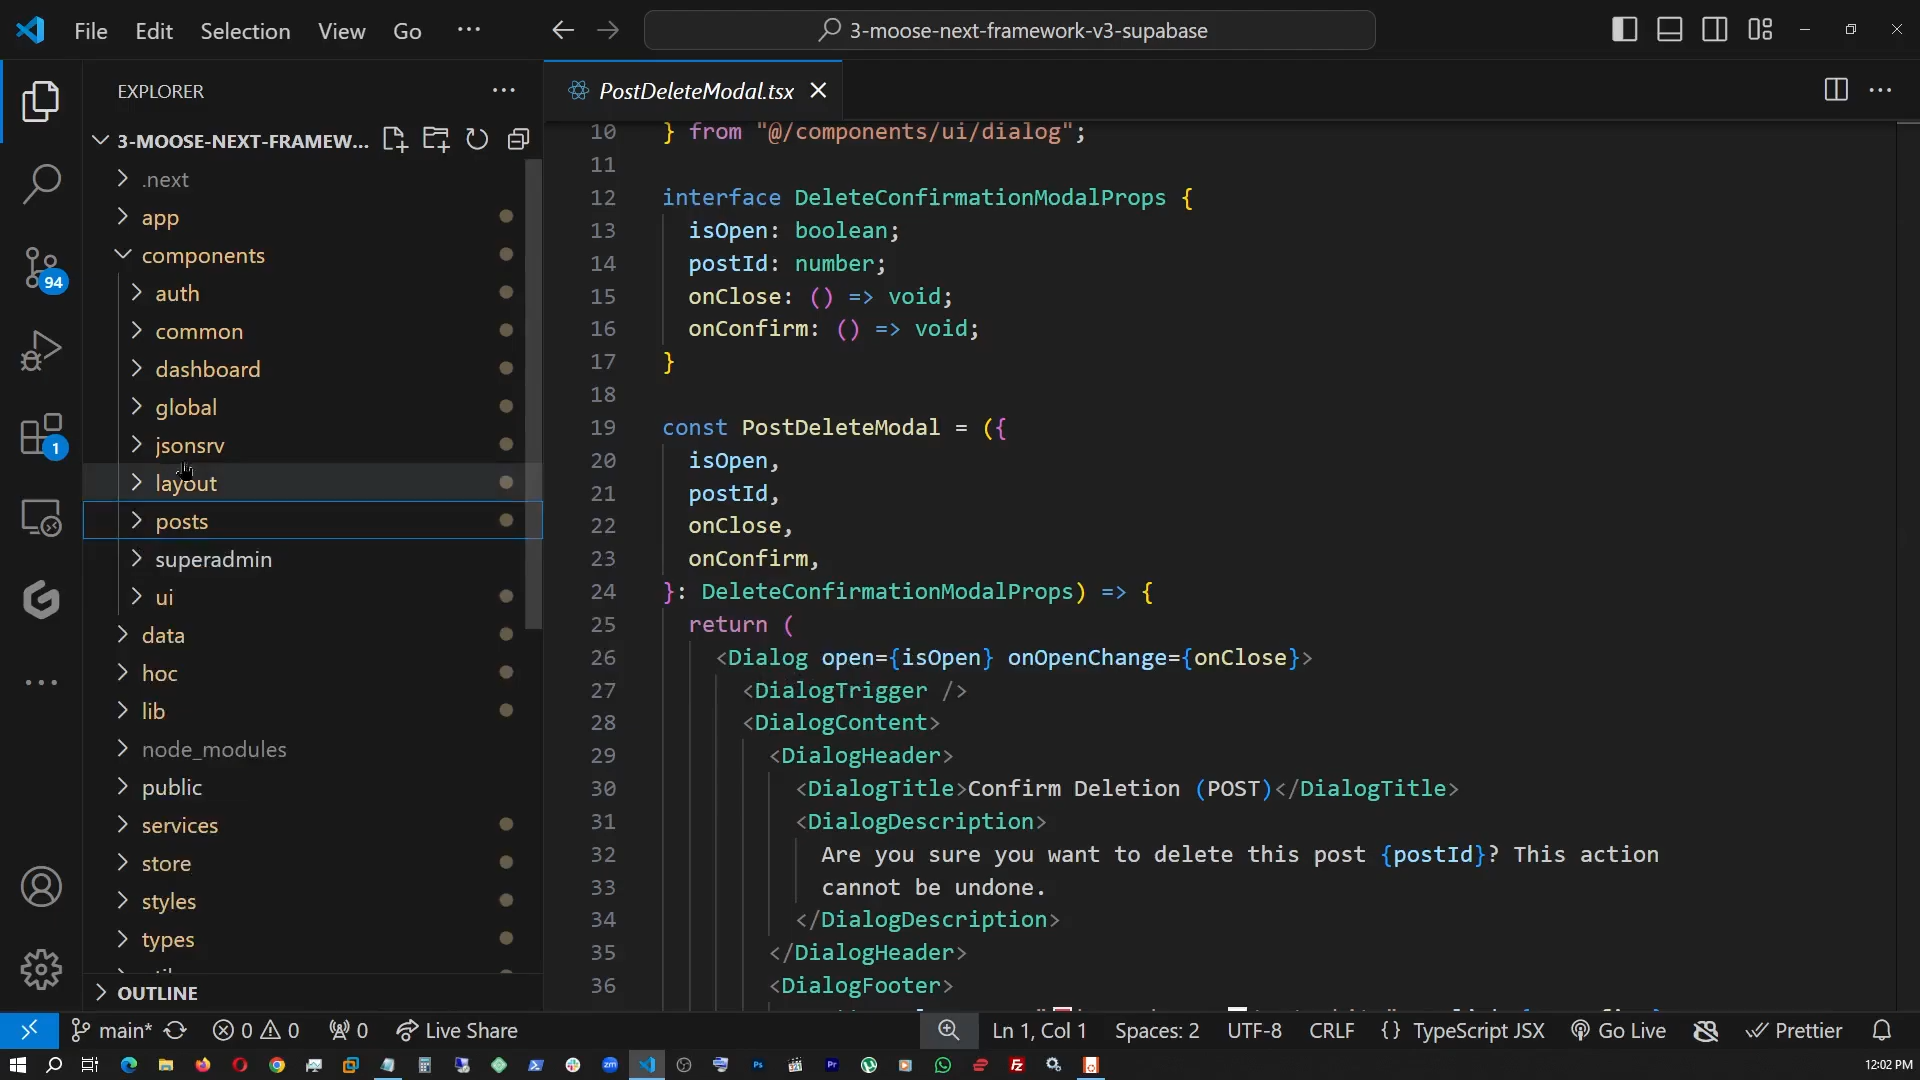 File Edit Selection View Go ···
3-moose-next-framework-v3-supabase
EXPLORER
3-MOOSE-NEXT-FRAMEW...
.next
app
components
auth
common
dashboard
global
jsonsrv
layout
posts
superadmin
ui
data
hoc
lib
node_modules
public
services
store
styles
types
OUTLINE
94
1
PostDeleteModal.tsx
10 } from "@/components/ui/dialog";
11
12 interface DeleteConfirmationModalProps {
13 isOpen: boolean;
14 postId: number;
15 onClose: () => void;
16 onConfirm: () => void;
17 }
18
19 const PostDeleteModal = ({
20 isOpen,
21 postId,
22 onClose,
23 onConfirm,
24 }: DeleteConfirmationModalProps) => {
25 return (
26 <Dialog open={isOpen} onOpenChange={onClose}>
27 <DialogTrigger />
28 <DialogContent>
29 <DialogHeader>
30 <DialogTitle>Confirm Deletion (POST)</DialogTitle>
31 <DialogDescription>
32 Are you sure you want to delete this post {postId}? This action
33 cannot be undone.
34 </DialogDescription>
35 </DialogHeader>
36 <DialogFooter>
main* 0 0 0 Live Share
Ln 1, Col 1 Spaces: 2 UTF-8 CRLF {} TypeScript JSX Go Live Prettier
12:02 PM